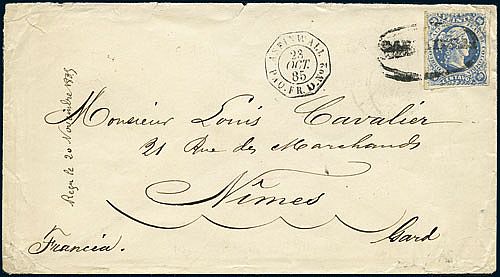 ASPINWALL
23
OCT
85
PAQ. FR. D. No 2
Monsieur Louis Cavalier
21 Rue des Marchands
Nîmes
Francia. Gard
Reçu le 20 Novembre